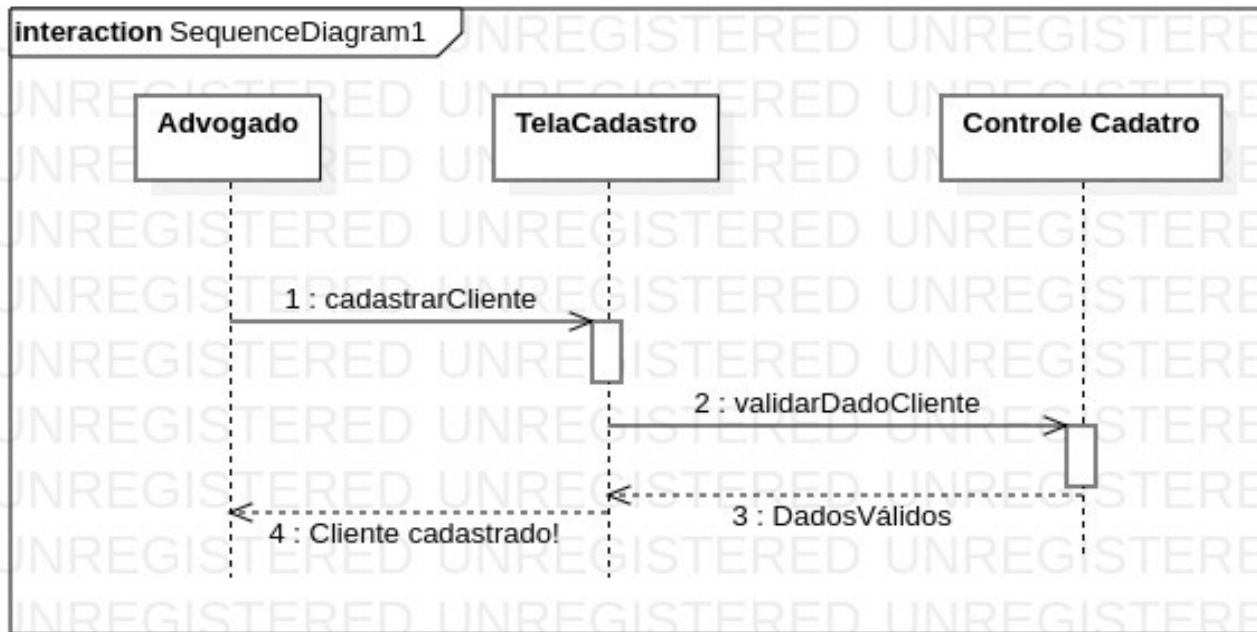 interaction SequenceDiagram1
Advogado
TelaCadastro
Controle Cadatro
1 : cadastrarCliente
2 : validarDadoCliente
3 : DadosVálidos
4 : Cliente cadastrado!
UNREGISTERED